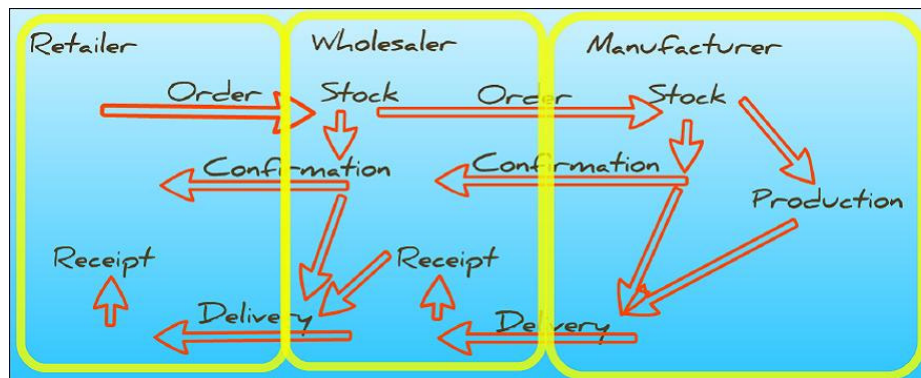 Retailer
Wholesaler
Manufacturer
Order
Stock
Order
Stock
Confirmation
Confirmation
Production
Receipt
Receipt
Delivery
Delivery